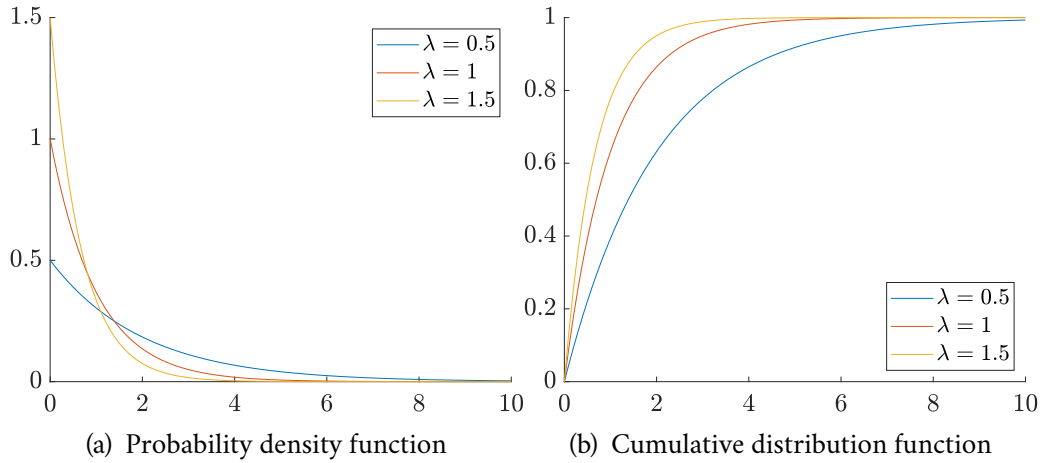 1.5
1
0.5
0
0
2
4
6
8
10
λ = 0.5
λ = 1
λ = 1.5
(a) Probability density function
1
0.8
0.6
0.4
0.2
0
0
2
4
6
8
10
λ = 0.5
λ = 1
λ = 1.5
(b) Cumulative distribution function